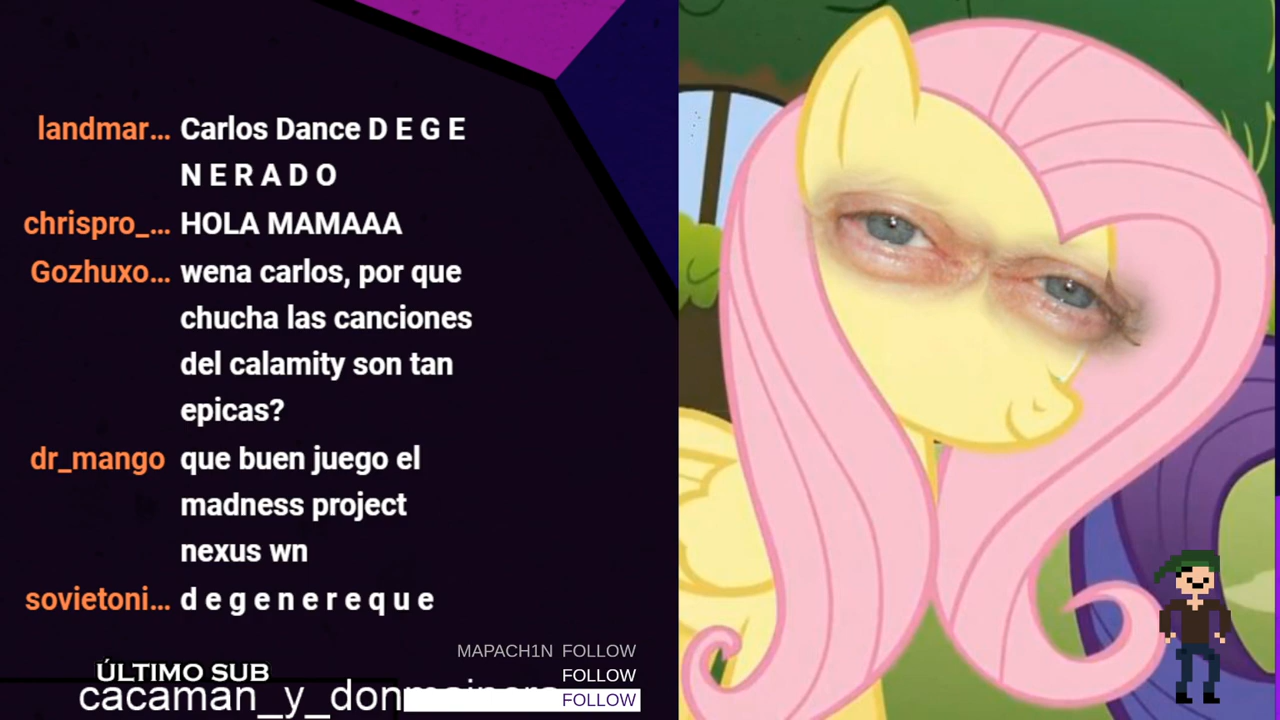 landmar… Carlos Dance D E G E
N E R A D O
chrispro_… HOLA MAMAAA
Gozhuxo… wena carlos, por que
chucha las canciones
del calamity son tan
epicas?
dr_mango que buen juego el
madness project
nexus wn
sovietoni… d e g e n e r e q u e
MAPACH1N FOLLOW
FOLLOW
ÚLTIMO SUB
cacaman_y_don
FOLLOW